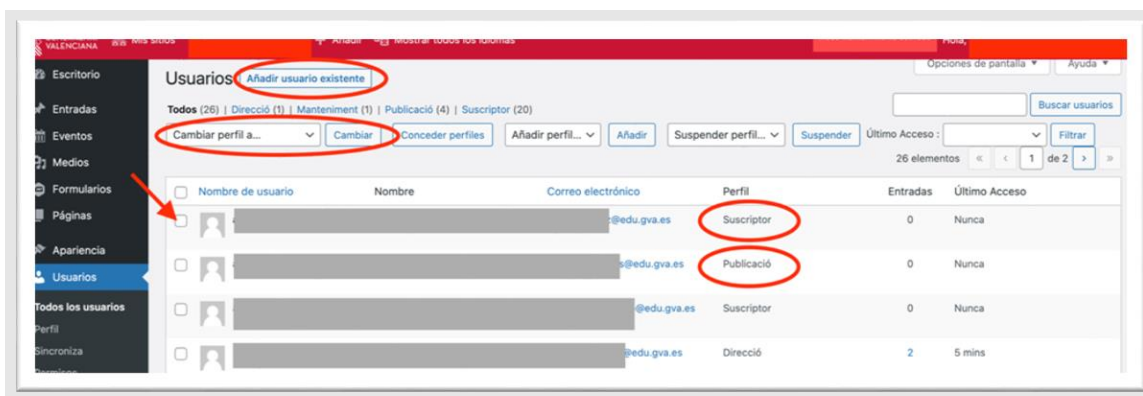 VALENCIANA Mis sitios + Añadir Mostrar todos los idiomas Hola,
Opciones de pantalla ▼ Ayuda ▼
Escritorio
Entradas
Eventos
Medios
Formularios
Páginas
Apariencia
Usuarios
Todos los usuarios
Perfil
Sincroniza
Permisos
Usuarios Añadir usuario existente
Todos (26) | Direcció (1) | Manteniment (1) | Publicació (4) | Suscriptor (20)
Buscar usuarios
Cambiar perfil a... Cambiar Conceder perfiles Añadir perfil... Añadir Suspender perfil... Suspender Último Acceso : Filtrar
26 elementos « ‹ 1 de 2 › »
Nombre de usuario Nombre Correo electrónico Perfil Entradas Último Acceso
@edu.gva.es Suscriptor 0 Nunca
s@edu.gva.es Publicació 0 Nunca
@edu.gva.es Suscriptor 0 Nunca
@edu.gva.es Direcció 2 5 mins